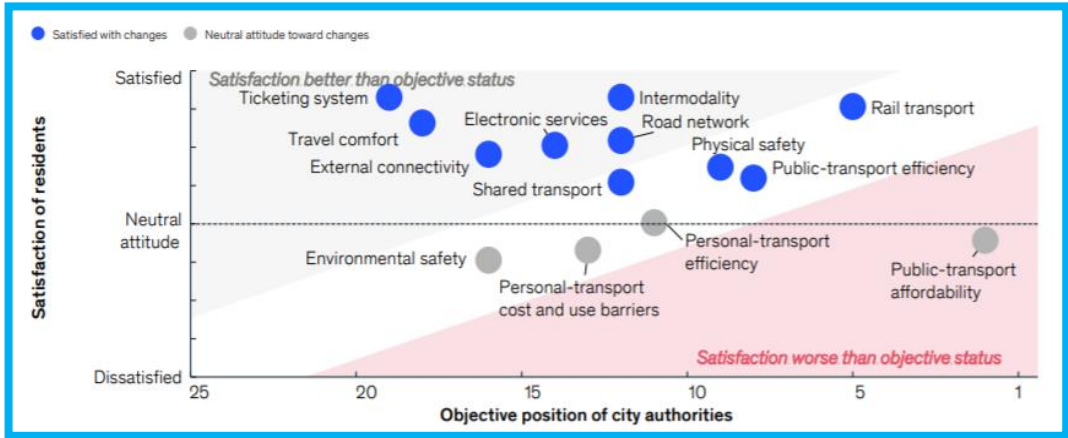 Satisfied with changes
Neutral attitude toward changes
Satisfied
Satisfaction better than objective status
Ticketing system
Intermodality
Rail transport
Electronic services
Road network
Travel comfort
Physical safety
External connectivity
Public-transport efficiency
Shared transport
Neutral
attitude
Environmental safety
Personal-transport
efficiency
Personal-transport
cost and use barriers
Public-transport
affordability
Satisfaction worse than objective status
Dissatisfied
Satisfaction of residents
25
20
15
10
5
1
Objective position of city authorities